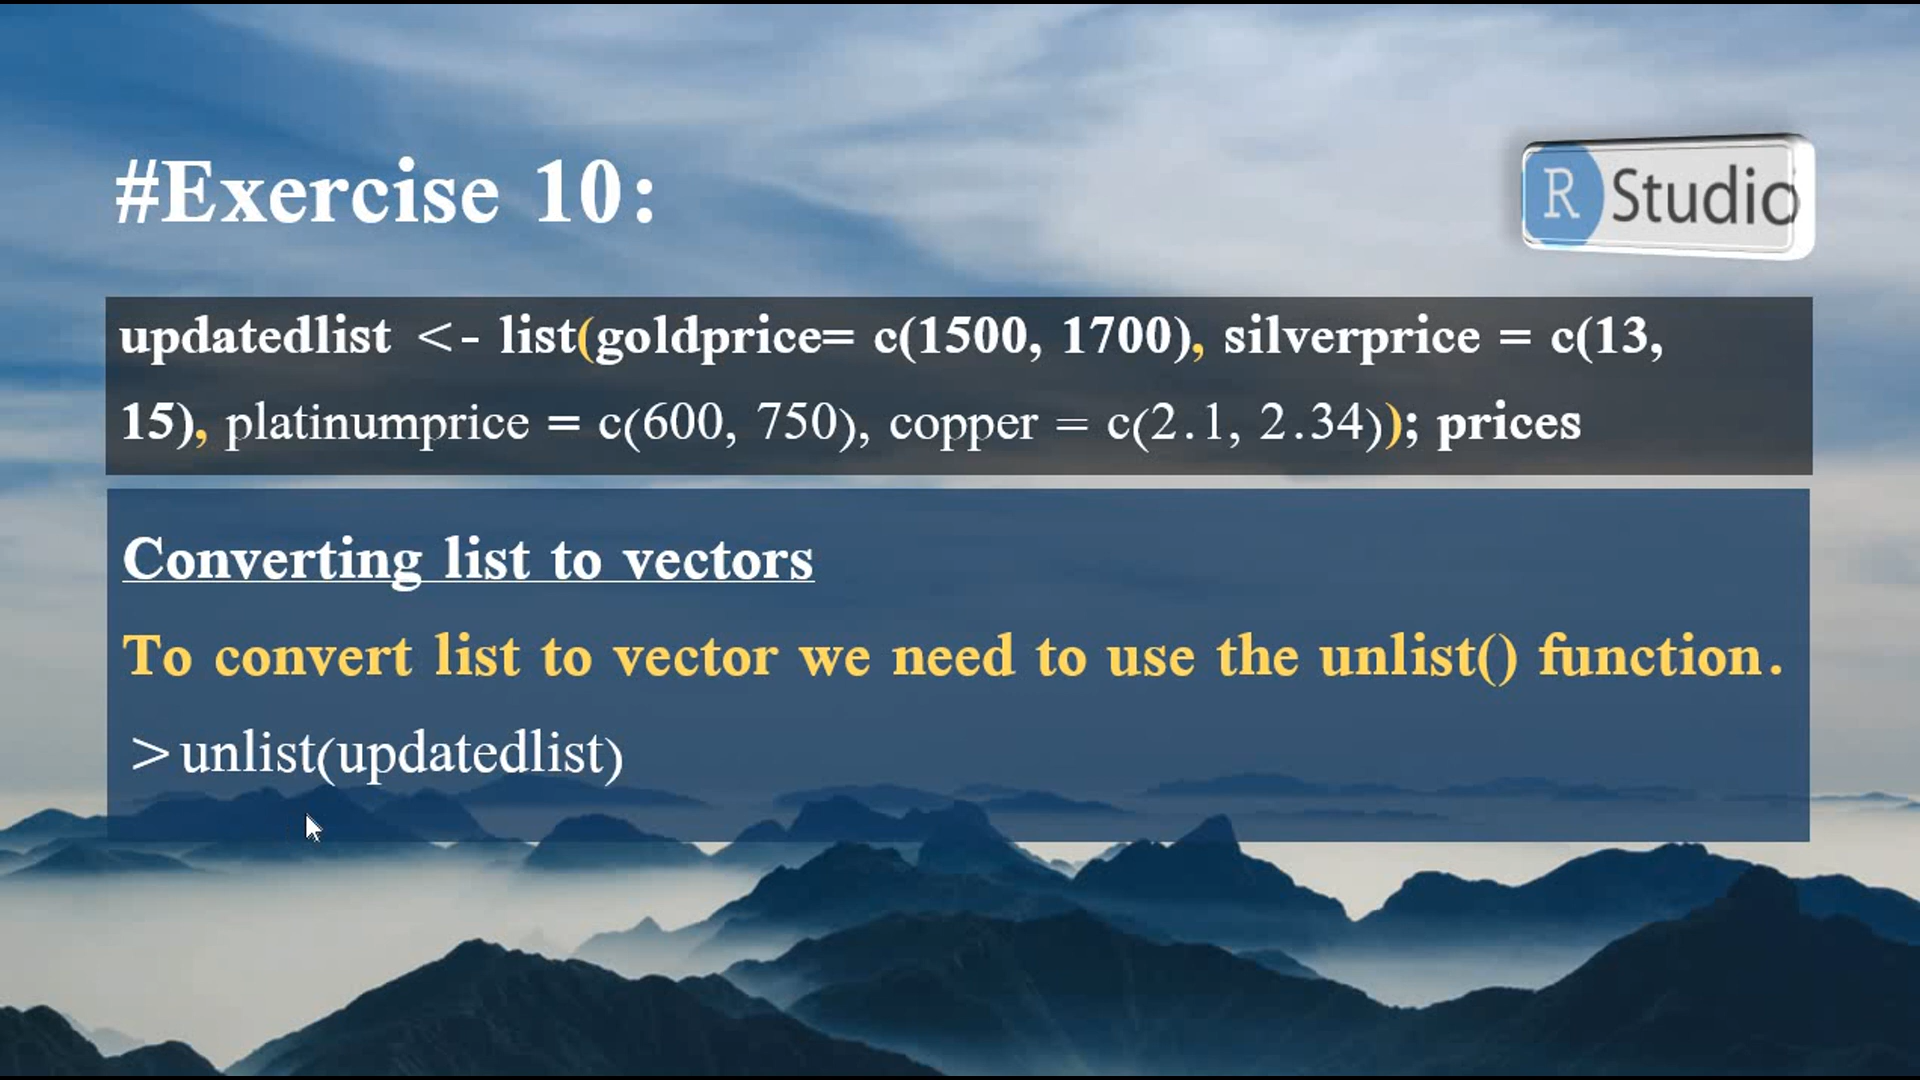 #Exercise 10:
R Studio
updatedlist <- list(goldprice= c(1500, 1700), silverprice = c(13,
15), platinumprice = c(600, 750), copper = c(2.1, 2.34)); prices
Converting list to vectors
To convert list to vector we need to use the unlist() function.
>unlist(updatedlist)